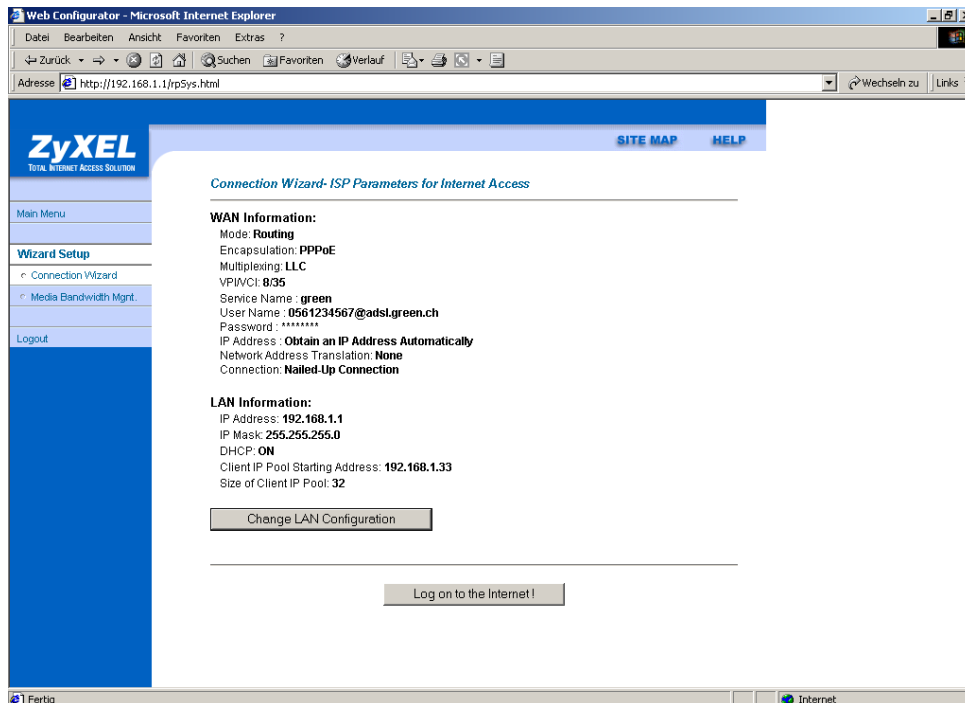 Web Configurator - Microsoft Internet Explorer
Datei Bearbeiten Ansicht Favoriten Extras ?
Zurück Suchen Favoriten Verlauf
Adresse http://192.168.1.1/rpSys.html Wechseln zu Links
ZyXEL
TOTAL INTERNET ACCESS SOLUTION
SITE MAP HELP
Main Menu
Wizard Setup
Connection Wizard
Media Bandwidth Mgnt.
Logout
Connection Wizard- ISP Parameters for Internet Access
WAN Information:
Mode: Routing
Encapsulation: PPPoE
Multiplexing: LLC
VPI/VCI: 8/35
Service Name : green
User Name : 0561234567@adsl.green.ch
Password : ********
IP Address : Obtain an IP Address Automatically
Network Address Translation: None
Connection: Nailed-Up Connection
LAN Information:
IP Address: 192.168.1.1
IP Mask: 255.255.255.0
DHCP: ON
Client IP Pool Starting Address: 192.168.1.33
Size of Client IP Pool: 32
Change LAN Configuration
Log on to the Internet !
Fertig Internet